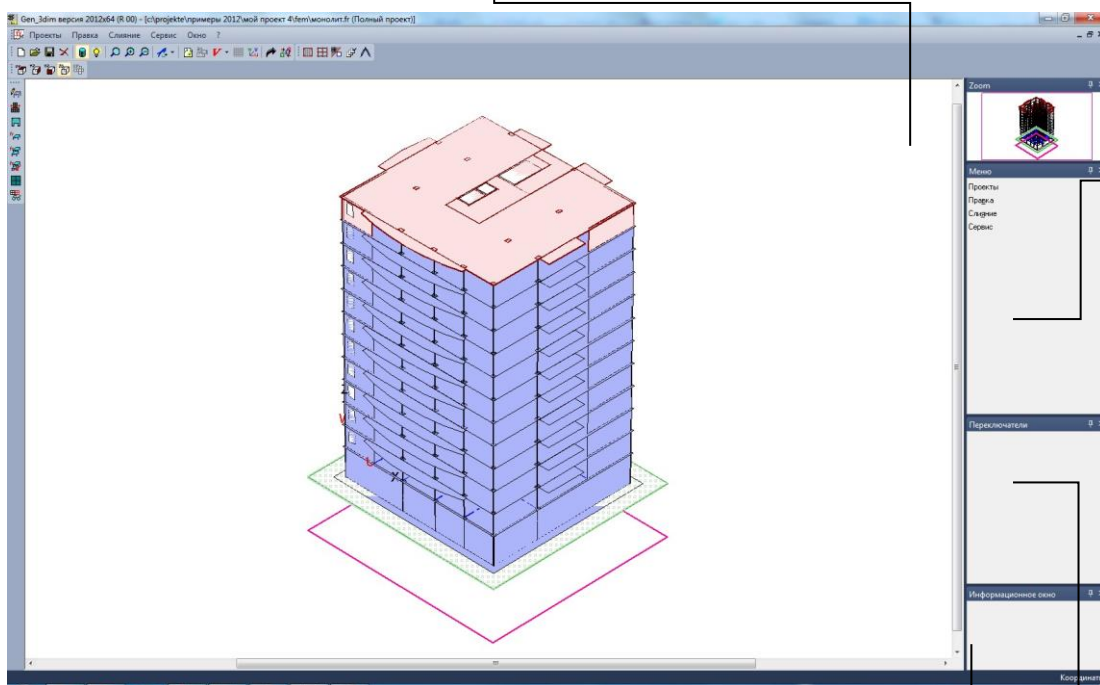 Gen_3dim версия 2012x64 (R 00) - [c:\projekte\примеры 2012\мой проект 4\fem\монолит.fr (Полный проект)]
Проекты Правка Слияние Сервис Окно ?
Zoom
Меню
Проекты
Правка
Слияние
Сервис
Переключатели
Информационное окно